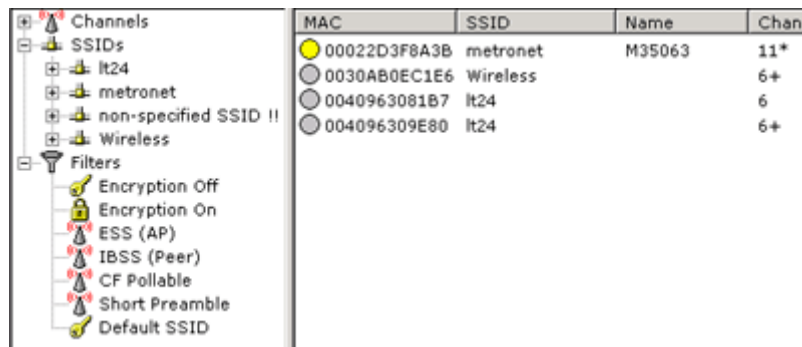 Channels
SSIDs
lt24
metronet
non-specified SSID !!
Wireless
Filters
Encryption Off
Encryption On
ESS (AP)
IBSS (Peer)
CF Pollable
Short Preamble
Default SSID
MAC SSID Name Chan
00022D3F8A3B metronet M35063 11*
0030AB0EC1E6 Wireless 6+
0040963081B7 lt24 6
004096309E80 lt24 6+